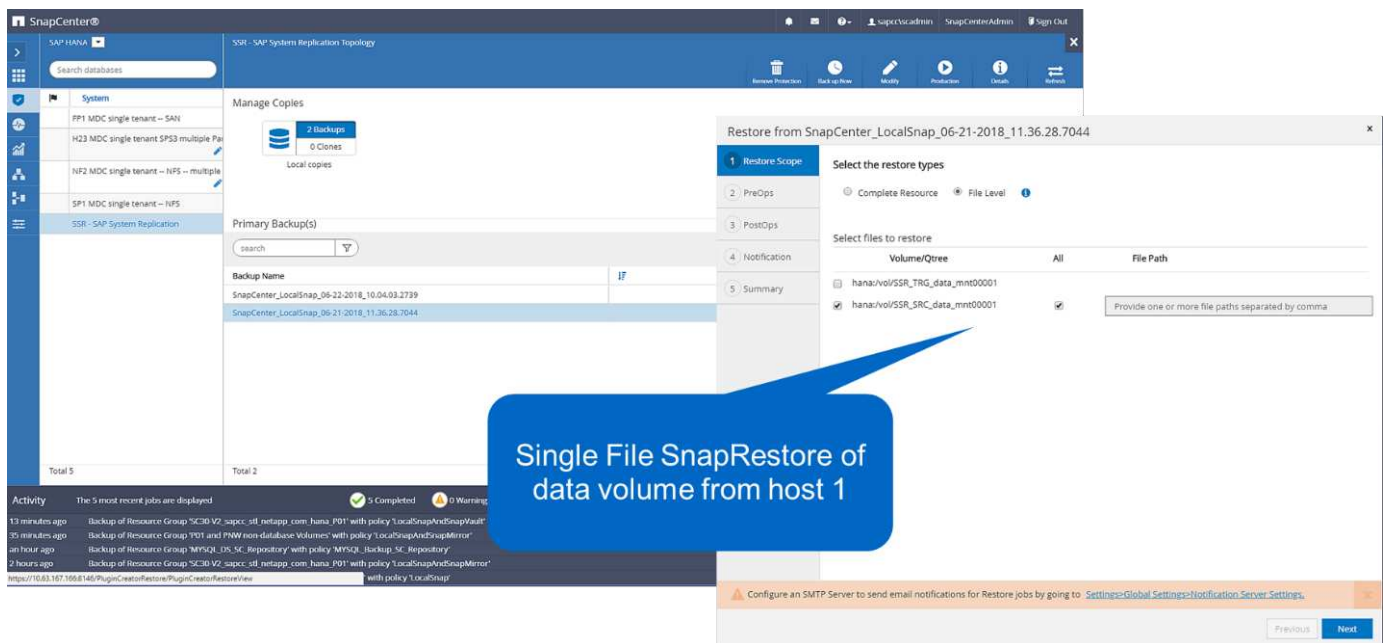 SnapCenter®
sapcc\scadmin SnapCenterAdmin Sign Out
SAP HANA
SSR - SAP System Replication Topology
X
Search databases
Remove Protection Back up Now Modify Production Details Refresh
System
FP1 MDC single tenant -- SAN
H23 MDC single tenant SPS3 multiple Par
NF2 MDC single tenant -- NFS -- multiple
SP1 MDC single tenant -- NFS
SSR - SAP System Replication
Total 5
Manage Copies
2 Backups
0 Clones
Local copies
Primary Backup(s)
search
Backup Name
SnapCenter_LocalSnap_06-22-2018_10.04.03.2739
SnapCenter_LocalSnap_06-21-2018_11.36.28.7044
Total 2
Activity The 5 most recent jobs are displayed 5 Completed 0 Warning
13 minutes ago Backup of Resource Group 'SC30-V2_sapcc_stl_netapp_com_hana_P01' with policy 'LocalSnapAndSnapVault'
35 minutes ago Backup of Resource Group 'P01 and PNW non-database Volumes' with policy 'LocalSnapAndSnapMirror'
an hour ago Backup of Resource Group 'MYSQL_DS_SC_Repository' with policy 'MYSQL_Backup_SC_Repository'
2 hours ago Backup of Resource Group 'SC30-V2_sapcc_stl_netapp_com_hana_P01' with policy 'LocalSnapAndSnapMirror'
https://10.63.167.166:8146/PluginCreatorRestore/PluginCreatorRestoreView ' with policy 'LocalSnap'
Restore from SnapCenter_LocalSnap_06-21-2018_11.36.28.7044
x
1 Restore Scope
2 PreOps
3 PostOps
4 Notification
5 Summary
Select the restore types
Complete Resource File Level
Select files to restore
Volume/Qtree All File Path
hana:/vol/SSR_TRG_data_mnt00001
hana:/vol/SSR_SRC_data_mnt00001 Provide one or more file paths separated by comma
Single File SnapRestore of
data volume from host 1
Configure an SMTP Server to send email notifications for Restore jobs by going to Settings>Global Settings>Notification Server Settings.
Previous Next